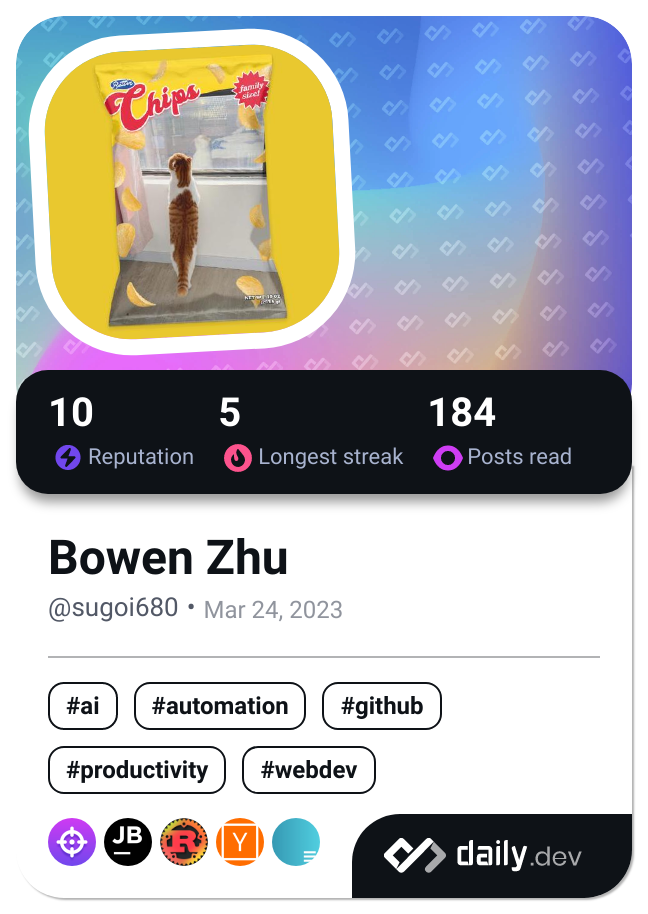 Chips
family
size!
10 5 184
Reputation Longest streak Posts read
Bowen Zhu
@sugoi680 • Mar 24, 2023
#ai #automation #github
#productivity #webdev
JB R Y
daily.dev